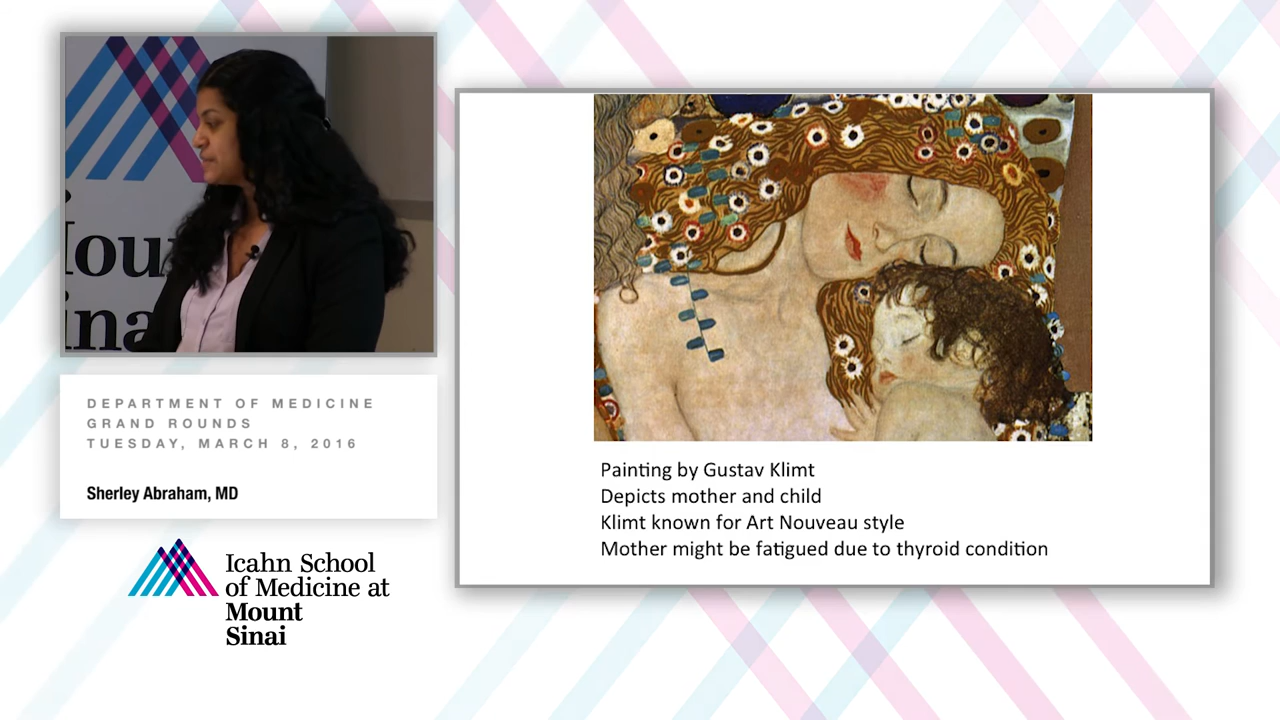 DEPARTMENT OF MEDICINE
GRAND ROUNDS
TUESDAY, MARCH 8, 2016
Sherley Abraham, MD
Icahn School
of Medicine at
Mount
Sinai
Painting by Gustav Klimt
Depicts mother and child
Klimt known for Art Nouveau style
Mother might be fatigued due to thyroid condition